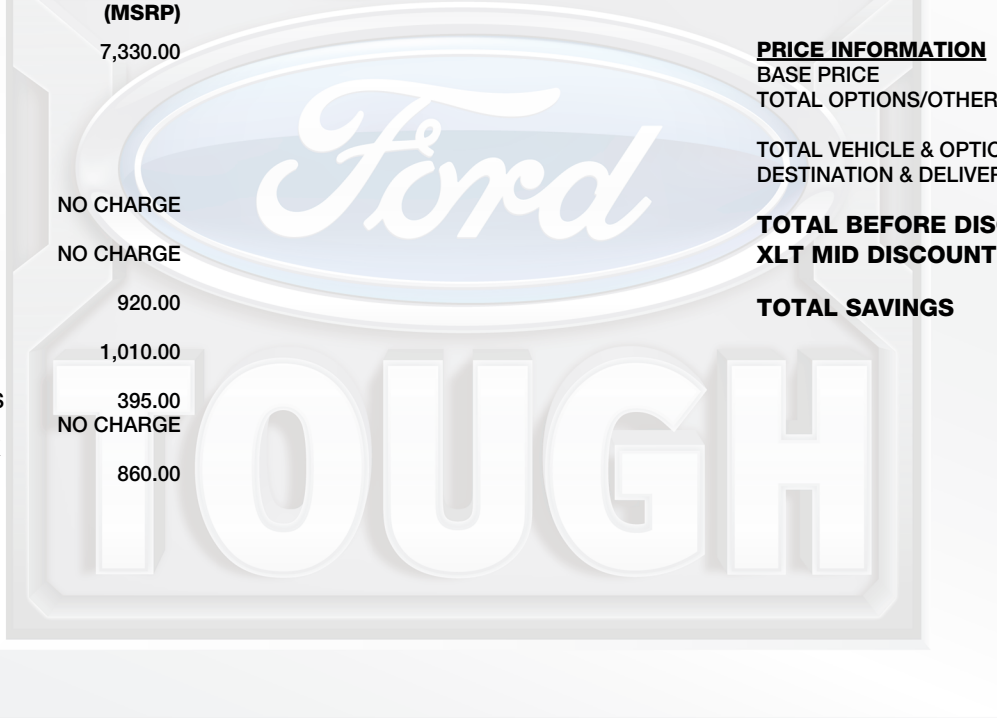 (MSRP)
7,330.00
NO CHARGE
NO CHARGE
920.00
1,010.00
395.00
NO CHARGE
860.00
PRICE INFORMATION
BASE PRICE
TOTAL OPTIONS/OTHER
TOTAL VEHICLE & OPTIO
DESTINATION & DELIVER
TOTAL BEFORE DISC
XLT MID DISCOUNT
TOTAL SAVINGS
Ford
TOUGH